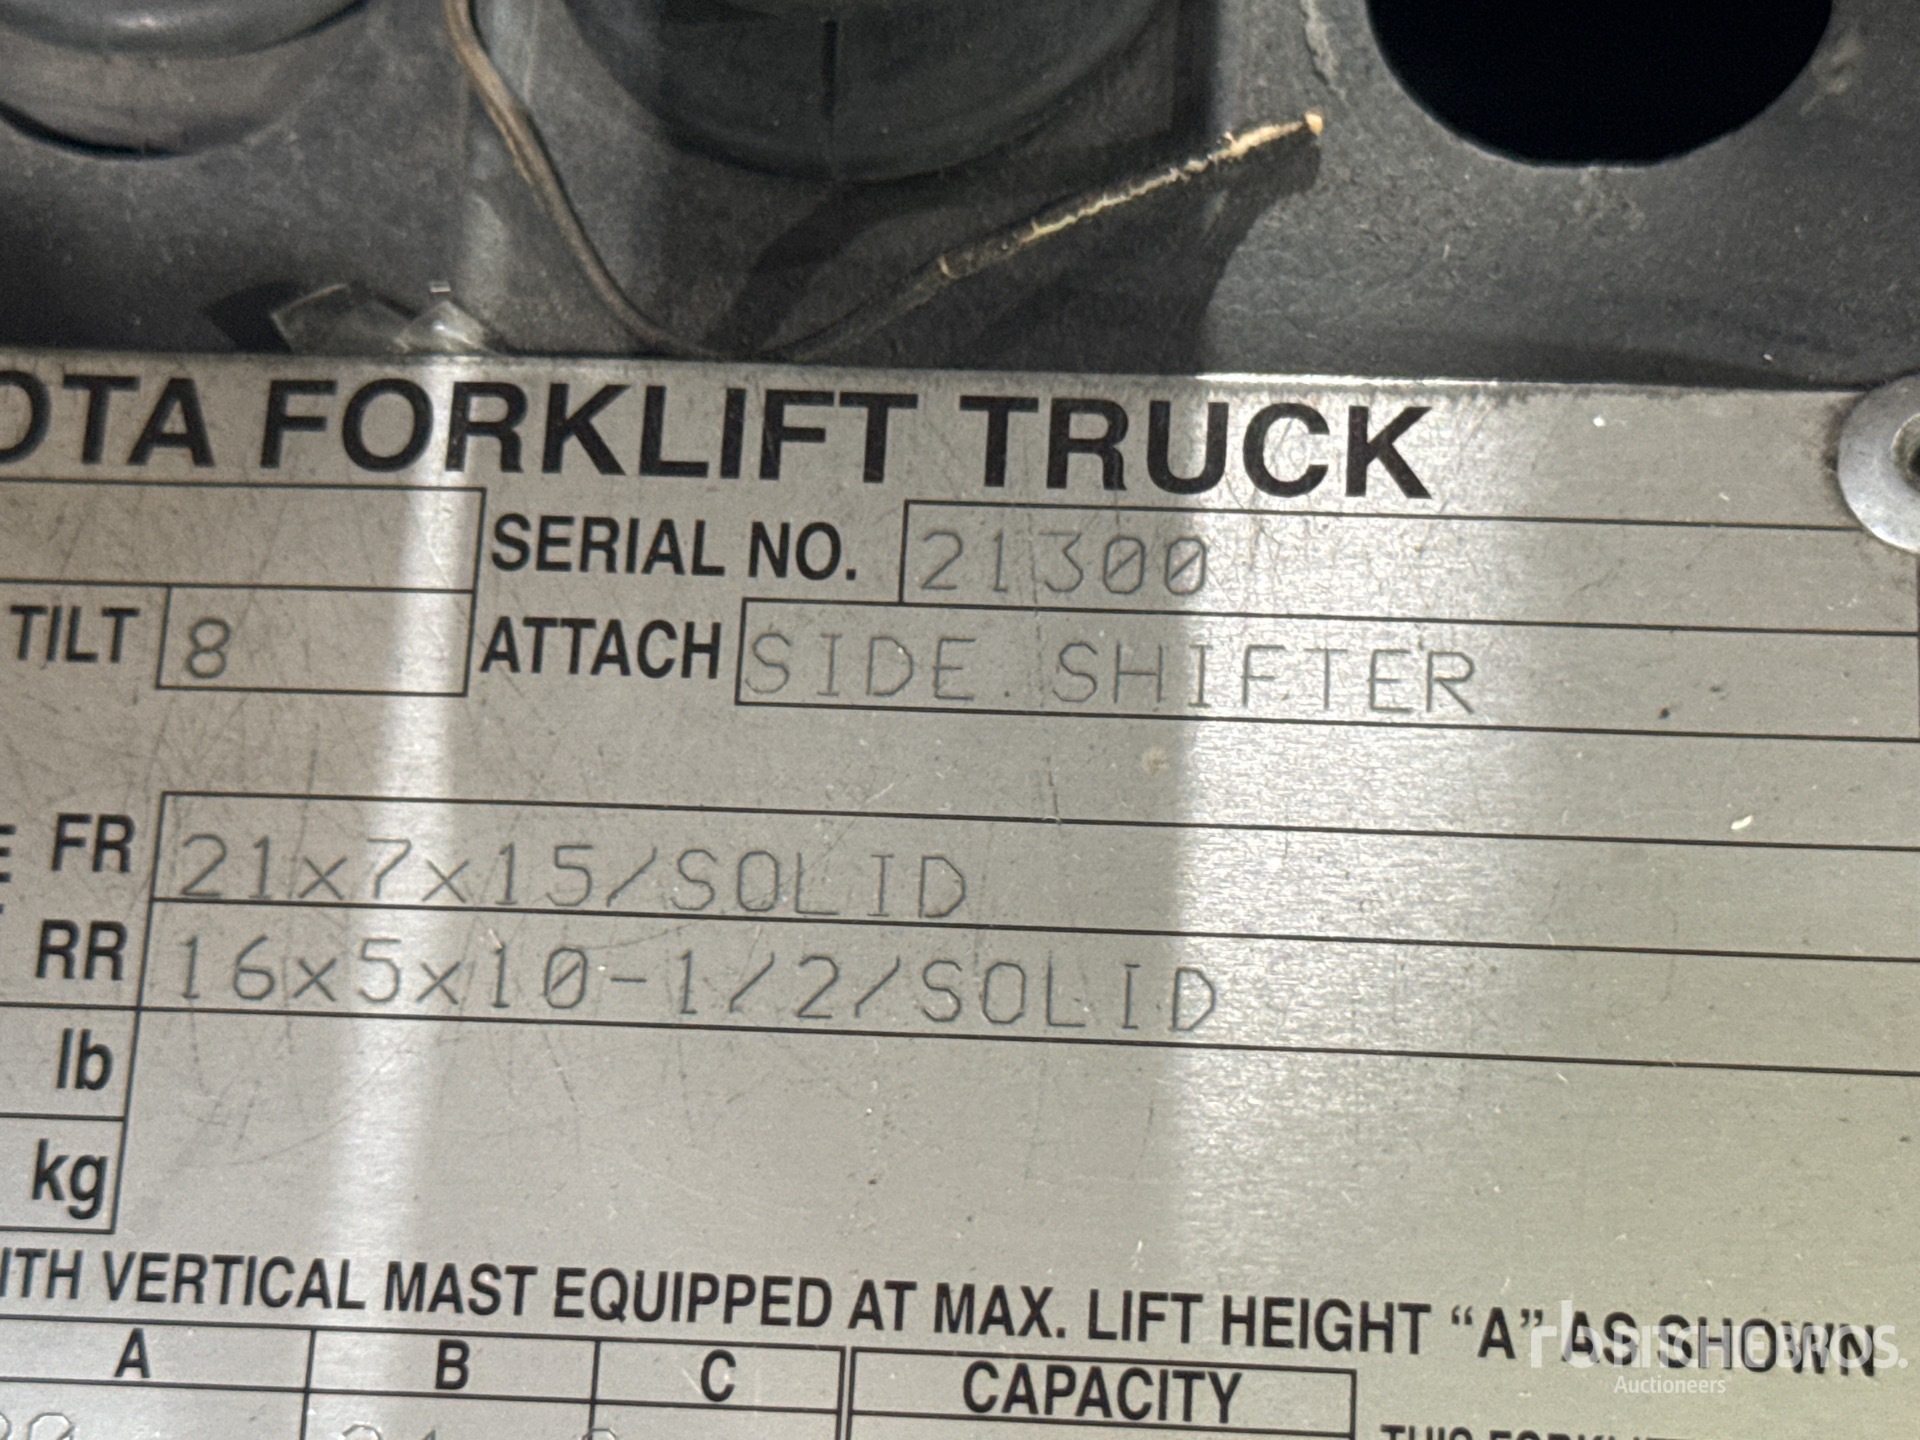 OTA FORKLIFT TRUCK
SERIAL NO. 21300
TILT 8 ATTACH SIDE SHIFTER
FR 21x7x15/SOLID
RR 16x5x10-1/2/SOLID
lb
kg
ITH VERTICAL MAST EQUIPPED AT MAX. LIFT HEIGHT "A" AS SHOWN
A B C CAPACITY
rb RITCHIE BROS.
Auctioneers